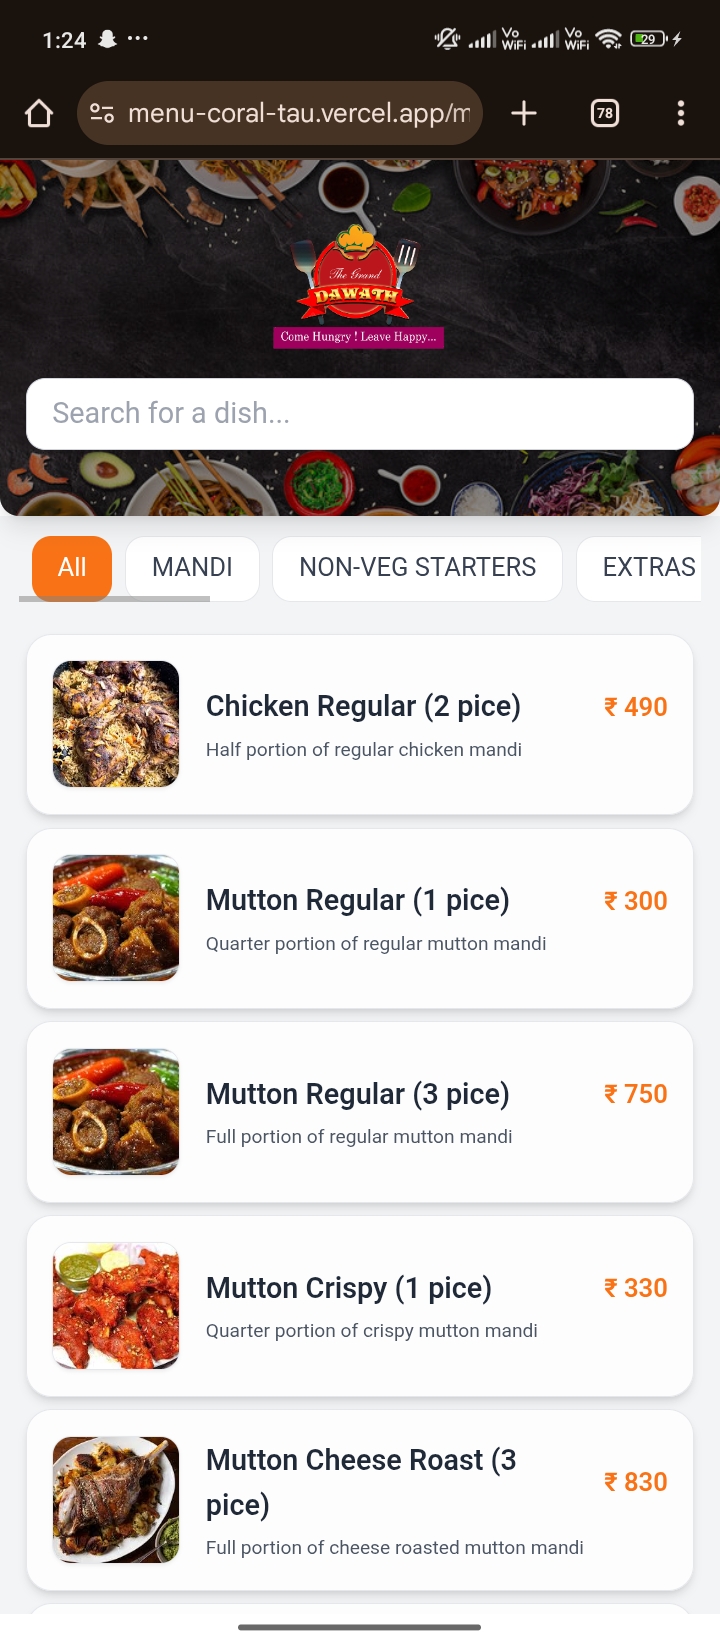 1:24
Vo
WiFi
Vo
WiFi
29
menu-coral-tau.vercel.app/m
78
The Grand
DAWATH
Come Hungry ! Leave Happy...
Search for a dish...
All
MANDI
NON-VEG STARTERS
EXTRAS
Chicken Regular (2 pice)
₹ 490
Half portion of regular chicken mandi
Mutton Regular (1 pice)
₹ 300
Quarter portion of regular mutton mandi
Mutton Regular (3 pice)
₹ 750
Full portion of regular mutton mandi
Mutton Crispy (1 pice)
₹ 330
Quarter portion of crispy mutton mandi
Mutton Cheese Roast (3
pice)
₹ 830
Full portion of cheese roasted mutton mandi